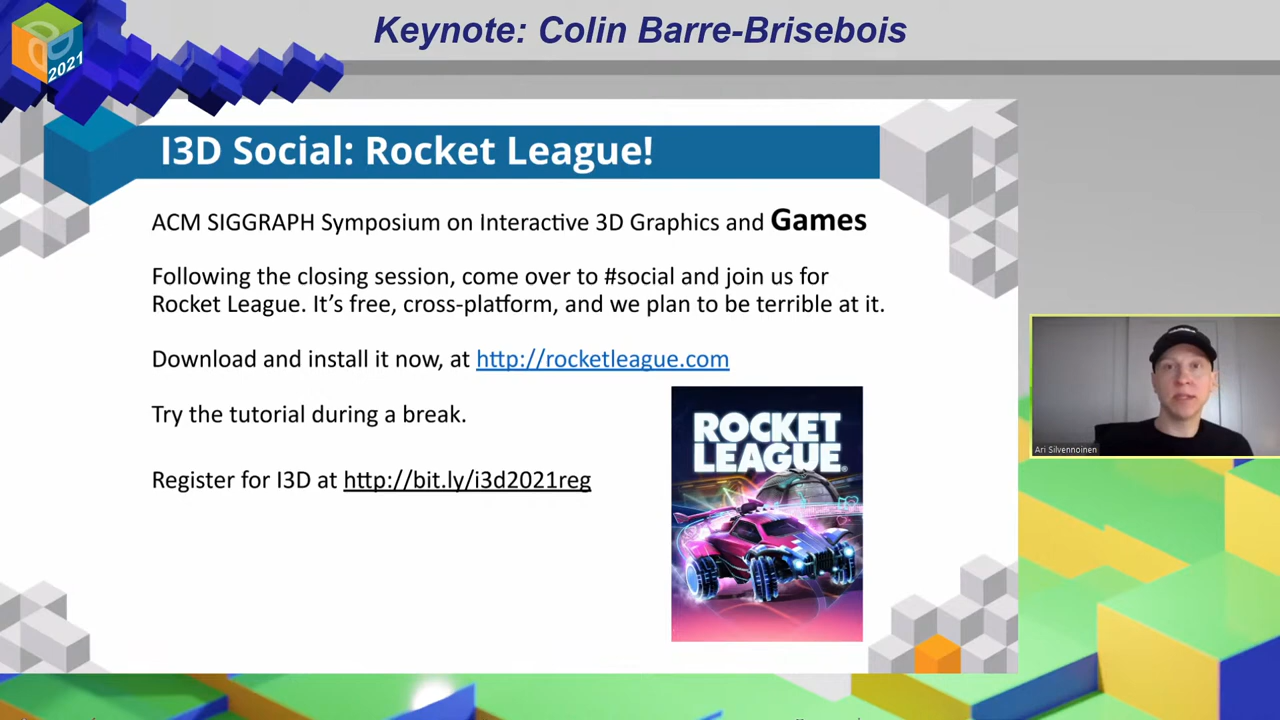 Keynote: Colin Barre-Brisebois
2021
I3D Social: Rocket League!
ACM SIGGRAPH Symposium on Interactive 3D Graphics and Games
Following the closing session, come over to #social and join us for
Rocket League. It’s free, cross-platform, and we plan to be terrible at it.
Download and install it now, at http://rocketleague.com
Try the tutorial during a break.
Register for I3D at http://bit.ly/i3d2021reg
ROCKET
LEAGUE
Ari Silvennoinen